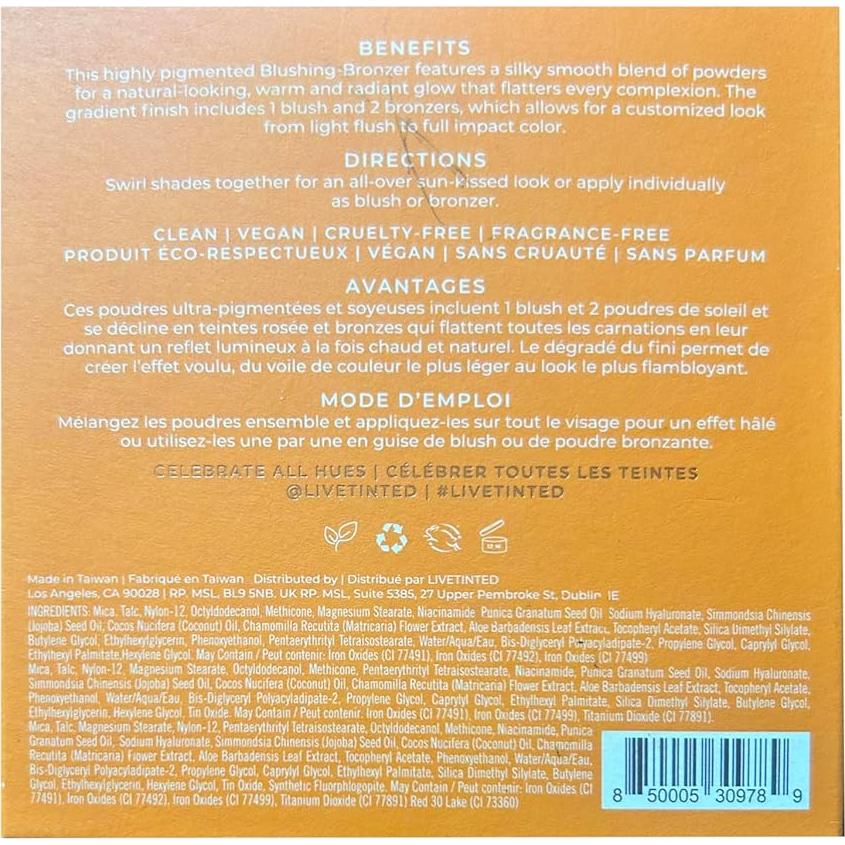 BENEFITS
This highly pigmented Blushing-Bronzer features a silky smooth blend of powders
for a natural-looking, warm and radiant glow that flatters every complexion. The
gradient finish includes 1 blush and 2 bronzers, which allows for a customized look
from light flush to full impact color.
DIRECTIONS
Swirl shades together for an all-over sun-kissed look or apply individually
as blush or bronzer.
CLEAN | VEGAN | CRUELTY-FREE | FRAGRANCE-FREE
PRODUIT ÉCO-RESPECTUEUX | VÉGAN | SANS CRUAUTÉ | SANS PARFUM
AVANTAGES
Ces poudres ultra-pigmentées et soyeuses incluent 1 blush et 2 poudres de soleil et
se décline en teintes rosée et bronzes qui flattent toutes les carnations en leur
donnant un reflet lumineux à la fois chaud et naturel. Le dégradé du fini permet de
créer l'effet voulu, du voile de couleur le plus léger au look le plus flamboyant.
MODE D'EMPLOI
Mélangez les poudres ensemble et appliquez-les sur tout le visage pour un effet hâlé
ou utilisez-les une par une en guise de blush ou de poudre bronzante.
CELEBRATE ALL HUES | CÉLÉBRER TOUTES LES TEINTES
@LIVETINTED | #LIVETINTED
12 M
Made in Taiwan | Fabriqué en Taiwan Distributed by | Distribué par LIVETINTED
Los Angeles, CA 90028 | RP. MSL, BL9 5NB. UK RP. MSL, Suite 5385, 27 Upper Pembroke St, Dublin IE
INGREDIENTS: Mica, Talc, Nylon-12, Octyldodecanol, Methicone, Magnesium Stearate, Niacinamide Punica Granatum Seed Oil Sodium Hyaluronate, Simmondsia Chinensis
(Jojoba) Seed Oil, Cocos Nucifera (Coconut) Oil, Chamomilla Recutita (Matricaria) Flower Extract, Aloe Barbadensis Leaf Extract, Tocopheryl Acetate, Silica Dimethyl Silylate,
Butylene Glycol, Ethylhexylglycerin, Phenoxyethanol, Pentaerythrityl Tetraisostearate, Water/Aqua/Eau, Bis-Diglyceryl Polyacyladipate-2, Propylene Glycol, Caprylyl Glycol,
Ethylhexyl Palmitate,Hexylene Glycol. May Contain / Peut contenir: Iron Oxides (CI 77491), Iron Oxides (CI 77492), Iron Oxides (CI 77499)
Mica, Talc, Nylon-12, Magnesium Stearate, Octyldodecanol, Methicone, Pentaerythrityl Tetraisostearate, Niacinamide, Punica Granatum Seed Oil, Sodium Hyaluronate,
Simmondsia Chinensis (Jojoba) Seed Oil, Cocos Nucifera (Coconut) Oil, Chamomilla Recutita (Matricaria) Flower Extract, Aloe Barbadensis Leaf Extract, Tocopheryl Acetate,
Phenoxyethanol, Water/Aqua/Eau, Bis-Diglyceryl Polyacyladipate-2, Propylene Glycol, Caprylyl Glycol, Ethylhexyl Palmitate, Silica Dimethyl Silylate, Butylene Glycol,
Ethylhexylglycerin, Hexylene Glycol, Tin Oxide. May Contain / Peut contenir: Iron Oxides (CI 77491), Iron Oxides (CI 77499), Titanium Dioxide (CI 77891).
Mica, Talc, Magnesium Stearate, Nylon-12, Pentaerythrityl Tetraisostearate, Octyldodecanol, Methicone, Niacinamide, Punica
Granatum Seed Oil, Sodium Hyaluronate, Simmondsia Chinensis (Jojoba) Seed Oil, Cocos Nucifera (Coconut) Oil, Chamomilla
Recutita (Matricaria) Flower Extract, Aloe Barbadensis Leaf Extract, Tocopheryl Acetate, Phenoxyethanol, Water/Aqua/Eau,
Bis-Diglyceryl Polyacyladipate-2, Propylene Glycol, Caprylyl Glycol, Ethylhexyl Palmitate, Silica Dimethyl Silylate, Butylene
Glycol, Ethylhexylglycerin, Hexylene Glycol, Tin Oxide, Synthetic Fluorphlogopite. May Contain / Peut contenir: Iron Oxides (CI
77491), Iron Oxides (CI 77492), Iron Oxides (CI 77499), Titanium Dioxide (CI 77891) Red 30 Lake (CI 73360)
8 50005 30978 9